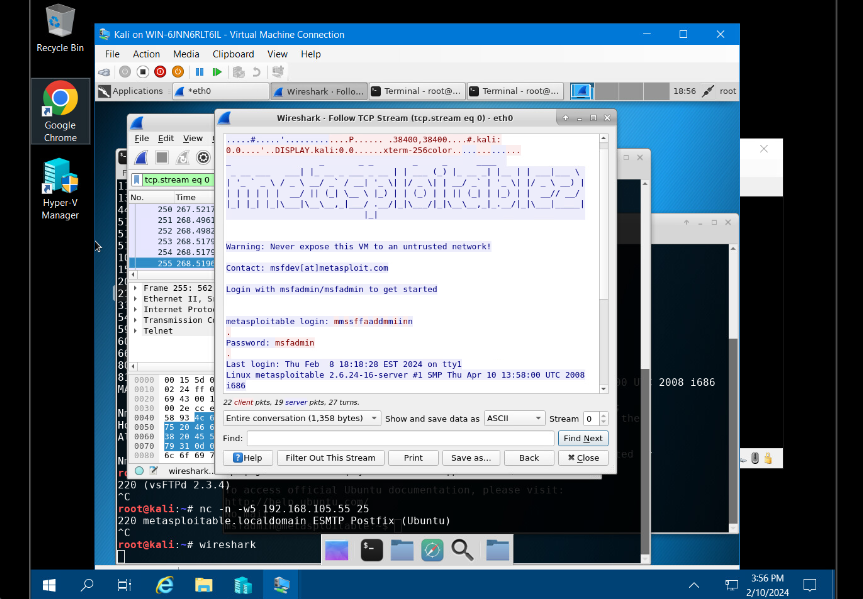 Recycle Bin
Google
Chrome
Hyper-V
Manager
Kali on WIN-6JNN6RLT6IL - Virtual Machine Connection
File Action Media Clipboard View Help
Applications
*eth0
Wireshark · Follo...
Terminal - root@...
Terminal - root@...
18:56
root
File Edit View
tcp.stream eq 0
No. Time
250 267.5217
251 268.4961
252 268.4982
253 268.5179
254 268.5179
255 268.5196
Frame 255: 562
Ethernet II, S
Internet Proto
Transmission C
Telnet
0000 00 15 5d 0
0010 02 24 ff 0
0020 69 43 00 1
0030 00 2e cc e
0040 58 93 4c 6
0050 75 20 46 6
0060 38 20 45 5
0070 79 31 0d 0
0080 6c 6f 69 7
wireshark..
Wireshark · Follow TCP Stream (tcp.stream eq 0) · eth0
.....#.....'.............P...... .38400,38400....#.kali:
0.0....'..DISPLAY.kali:0.0......xterm-256color.............
Warning: Never expose this VM to an untrusted network!
Contact: msfdev[at]metasploit.com
Login with msfadmin/msfadmin to get started
metasploitable login: mmssffaaddmmiinn
.
Password: msfadmin
.
Last login: Thu Feb  8 18:18:28 EST 2024 on tty1
Linux metasploitable 2.6.24-16-server #1 SMP Thu Apr 10 13:58:00 UTC 2008
i686
22 client pkts, 19 server pkts, 27 turns.
Entire conversation (1,358 bytes)
Show and save data as
ASCII
Stream
0
Find:
Find Next
Help
Filter Out This Stream
Print
Save as...
Back
Close
2008 i686
the
220 (vsFTPd 2.3.4)
^C
root@kali:~# nc -n -w5 192.168.105.55 25
220 metasploitable.localdomain ESMTP Postfix (Ubuntu)
^C
root@kali:~# wireshark
To access official Ubuntu documentation, please visit:
http://help.ubuntu.com/
3:56 PM
2/10/2024